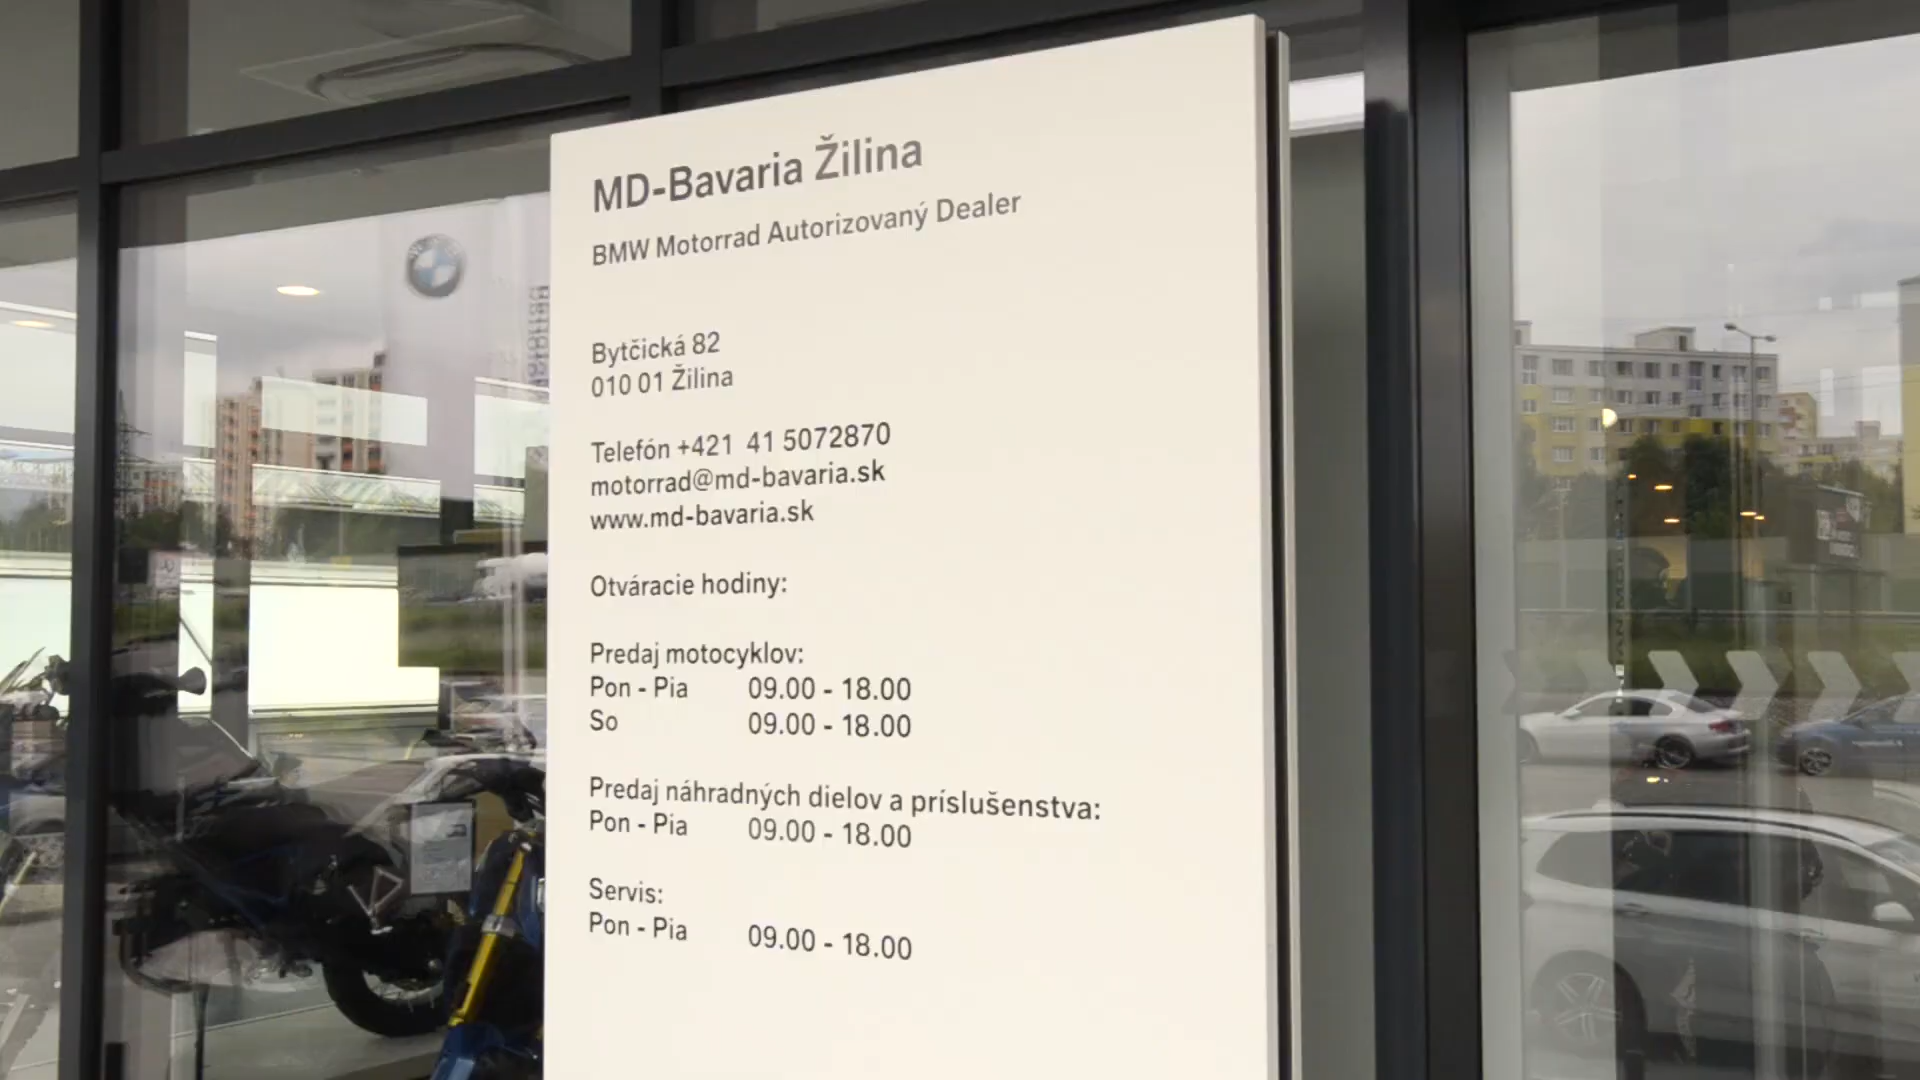 MD-Bavaria Žilina
BMW Motorrad Autorizovaný Dealer
Bytčická 82
010 01 Žilina
Telefón +421 41 5072870
motorrad@md-bavaria.sk
www.md-bavaria.sk
Otváracie hodiny:
Predaj motocyklov:
Pon - Pia 09.00 - 18.00
So 09.00 - 18.00
Predaj náhradných dielov a príslušenstva:
Pon - Pia 09.00 - 18.00
Servis:
Pon - Pia 09.00 - 18.00